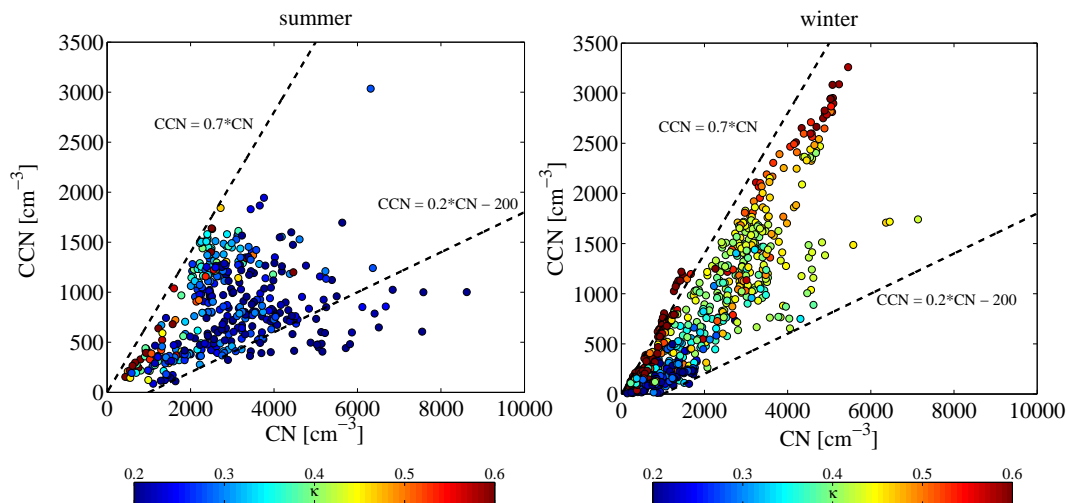 summer
3500
3000
2500
2000
1500
1000
500
0
CCN [cm⁻³]
CCN = 0.7*CN
CCN = 0.2*CN − 200
0 2000 4000 6000 8000 10000
CN [cm⁻³]
0.2 0.3 0.4 0.5 0.6
κ
winter
3500
3000
2500
2000
1500
1000
500
0
CCN [cm⁻³]
CCN = 0.7*CN
CCN = 0.2*CN − 200
0 2000 4000 6000 8000 10000
CN [cm⁻³]
0.2 0.3 0.4 0.5 0.6
κ